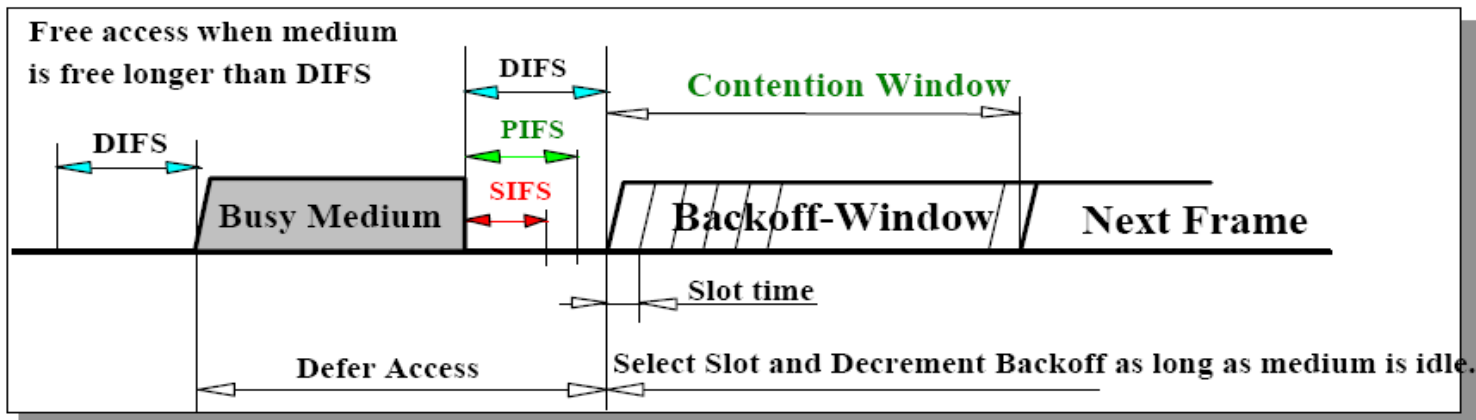 Free access when medium
is free longer than DIFS
DIFS
DIFS
PIFS
SIFS
Contention Window
Busy Medium
Backoff-Window
Next Frame
Slot time
Defer Access
Select Slot and Decrement Backoff as long as medium is idle.